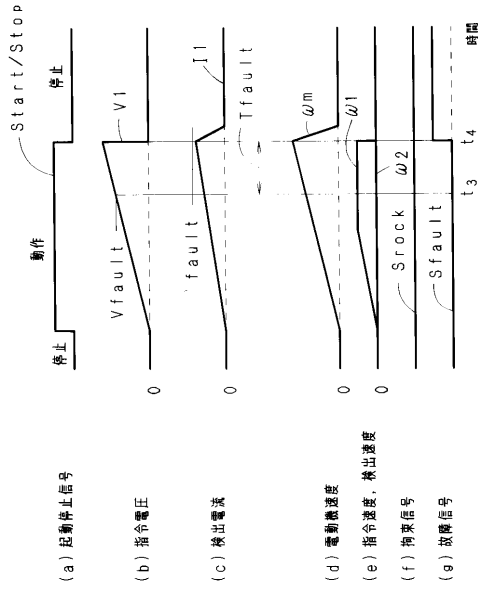 (a) 起動停止信号
停止
動作
停止
Start/Stop
(b) 指令電圧
0
Vfault
V1
(c) 検出電流
0
fault
I1
Tfault
(d) 電動機速度
0
ωm
(e) 指令速度, 検出速度
0
ω1
ω2
(f) 拘束信号
Srock
(g) 故障信号
Sfault
t3
t4
時間